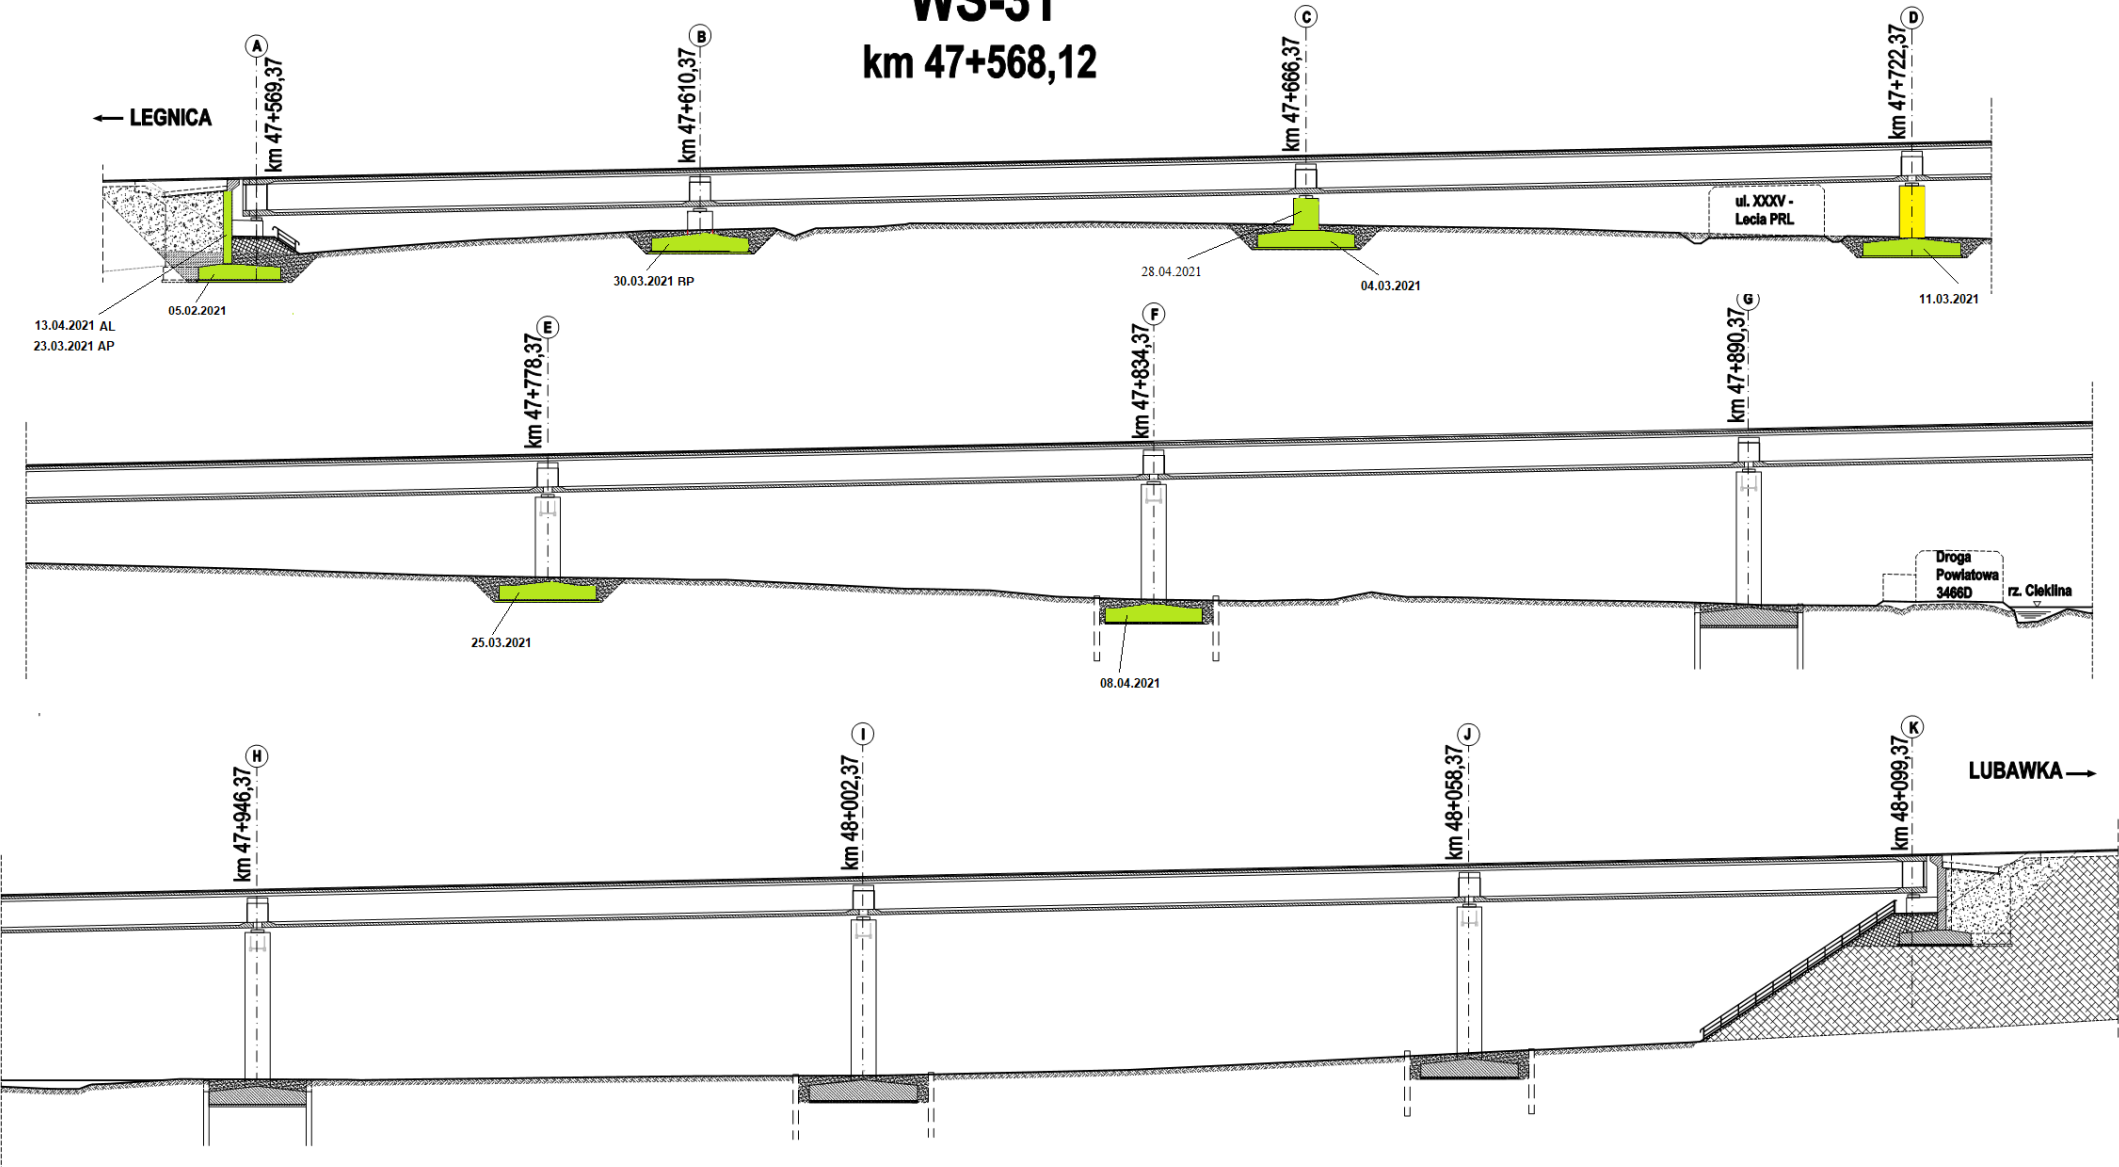 WS-31
km 47+568,12
A
B
C
D
km 47+569,37
km 47+610,37
km 47+666,37
km 47+722,37
← LEGNICA
ul. XXXV -
Lecia PRL
05.02.2021
13.04.2021 AL
23.03.2021 AP
30.03.2021 BP
28.04.2021
04.03.2021
11.03.2021
E
F
G
km 47+778,37
km 47+834,37
km 47+890,37
Droga
Powiatowa
3466D
rz. Cieklina
25.03.2021
08.04.2021
H
I
J
K
km 47+946,37
km 48+002,37
km 48+058,37
km 48+099,37
LUBAWKA →